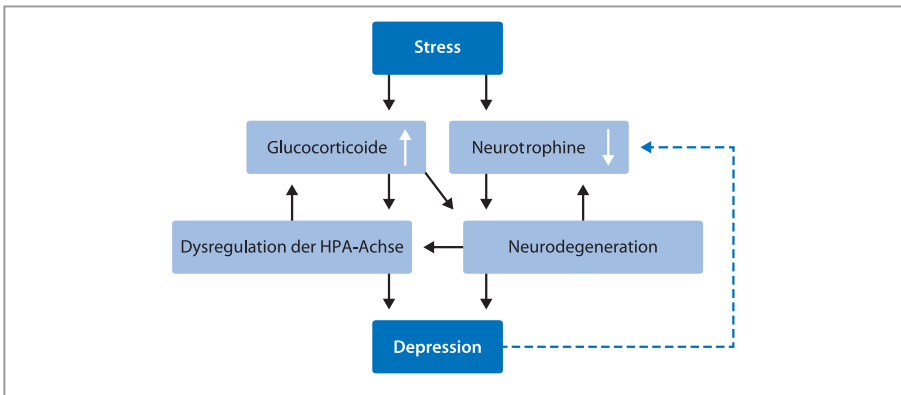 Stress
Glucocorticoide
Neurotrophine
Dysregulation der HPA-Achse
Neurodegeneration
Depression